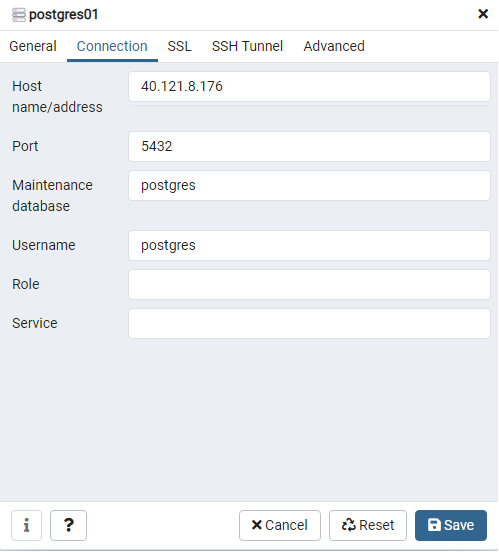 postgres01
General Connection SSL SSH Tunnel Advanced
Host
name/address
40.121.8.176
Port
5432
Maintenance
database
postgres
Username
postgres
Role
Service
i ? Cancel Reset Save